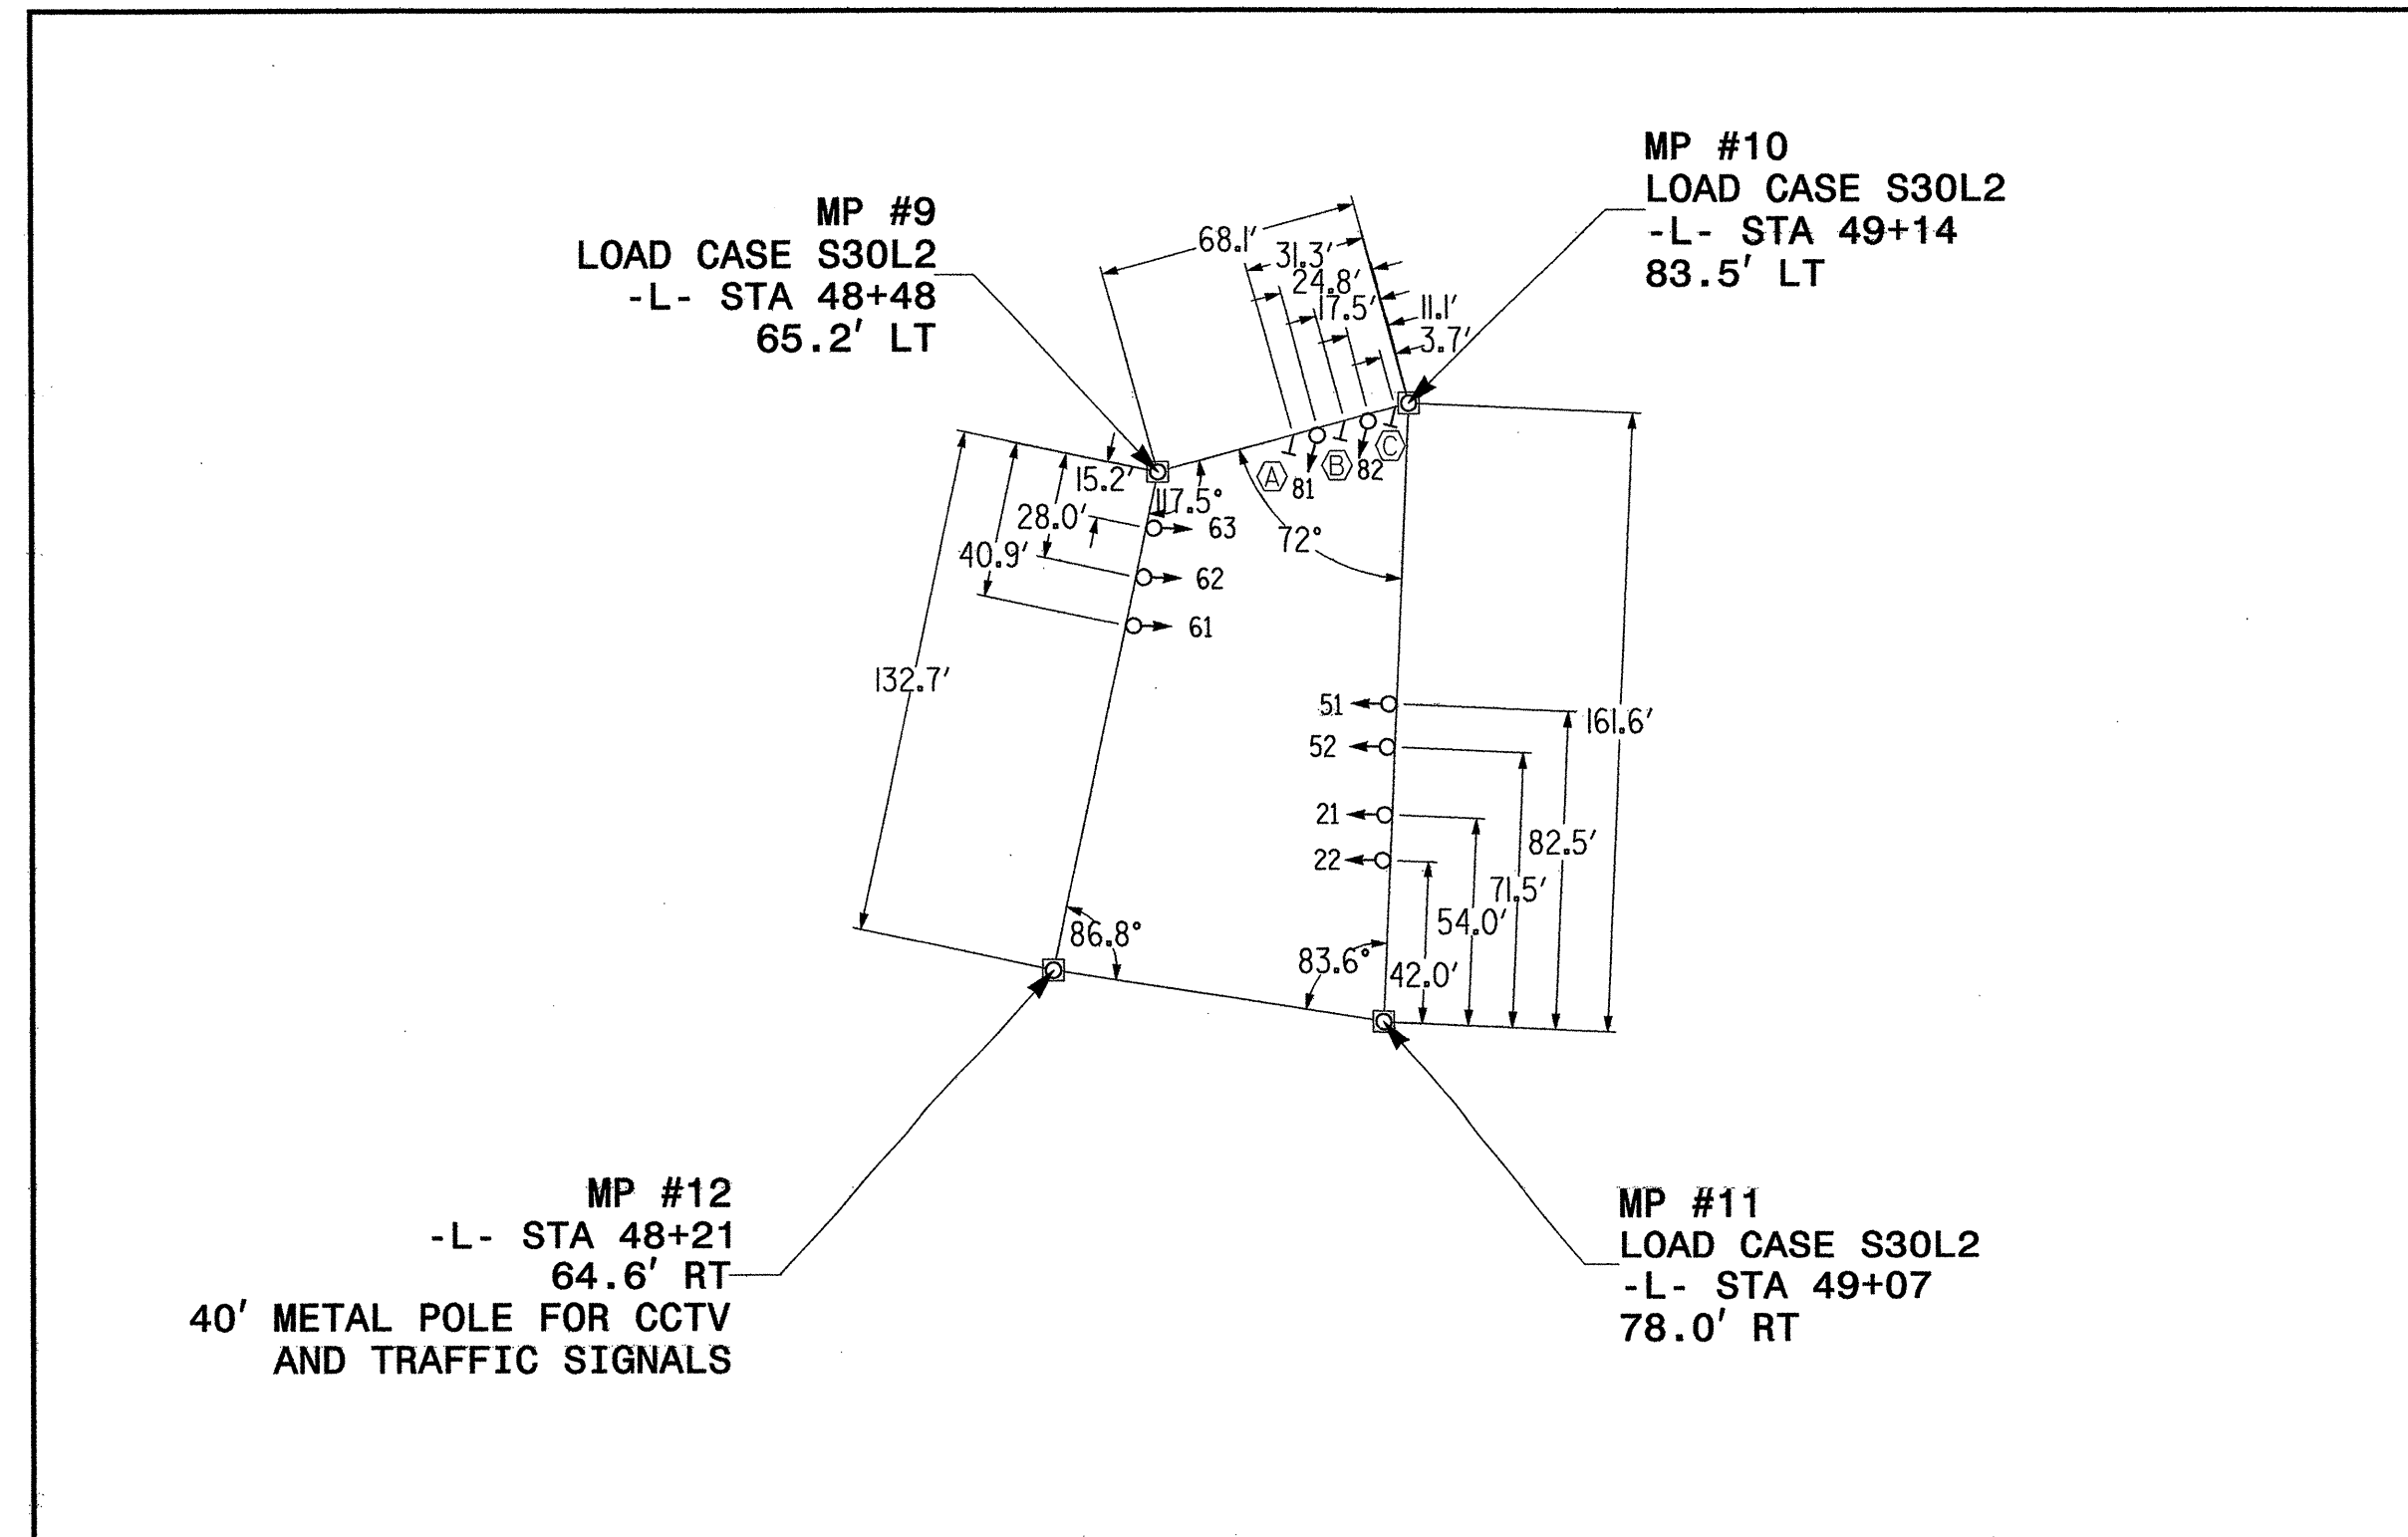 MP #10
LOAD CASE S30L2
-L- STA 49+14
83.5' LT
MP #9
LOAD CASE S30L2
-L- STA 48+48
65.2' LT
68.1'
31.3'
24.8'
17.5'
11.1'
3.7'
A
81
B
82
C
15.2'
117.5°
28.0'
63
40.9'
72°
62
61
132.7'
51
161.6'
52
21
82.5'
22
71.5'
54.0'
86.8°
83.6°
42.0'
MP #12
-L- STA 48+21
64.6' RT
40' METAL POLE FOR CCTV
AND TRAFFIC SIGNALS
MP #11
LOAD CASE S30L2
-L- STA 49+07
78.0' RT